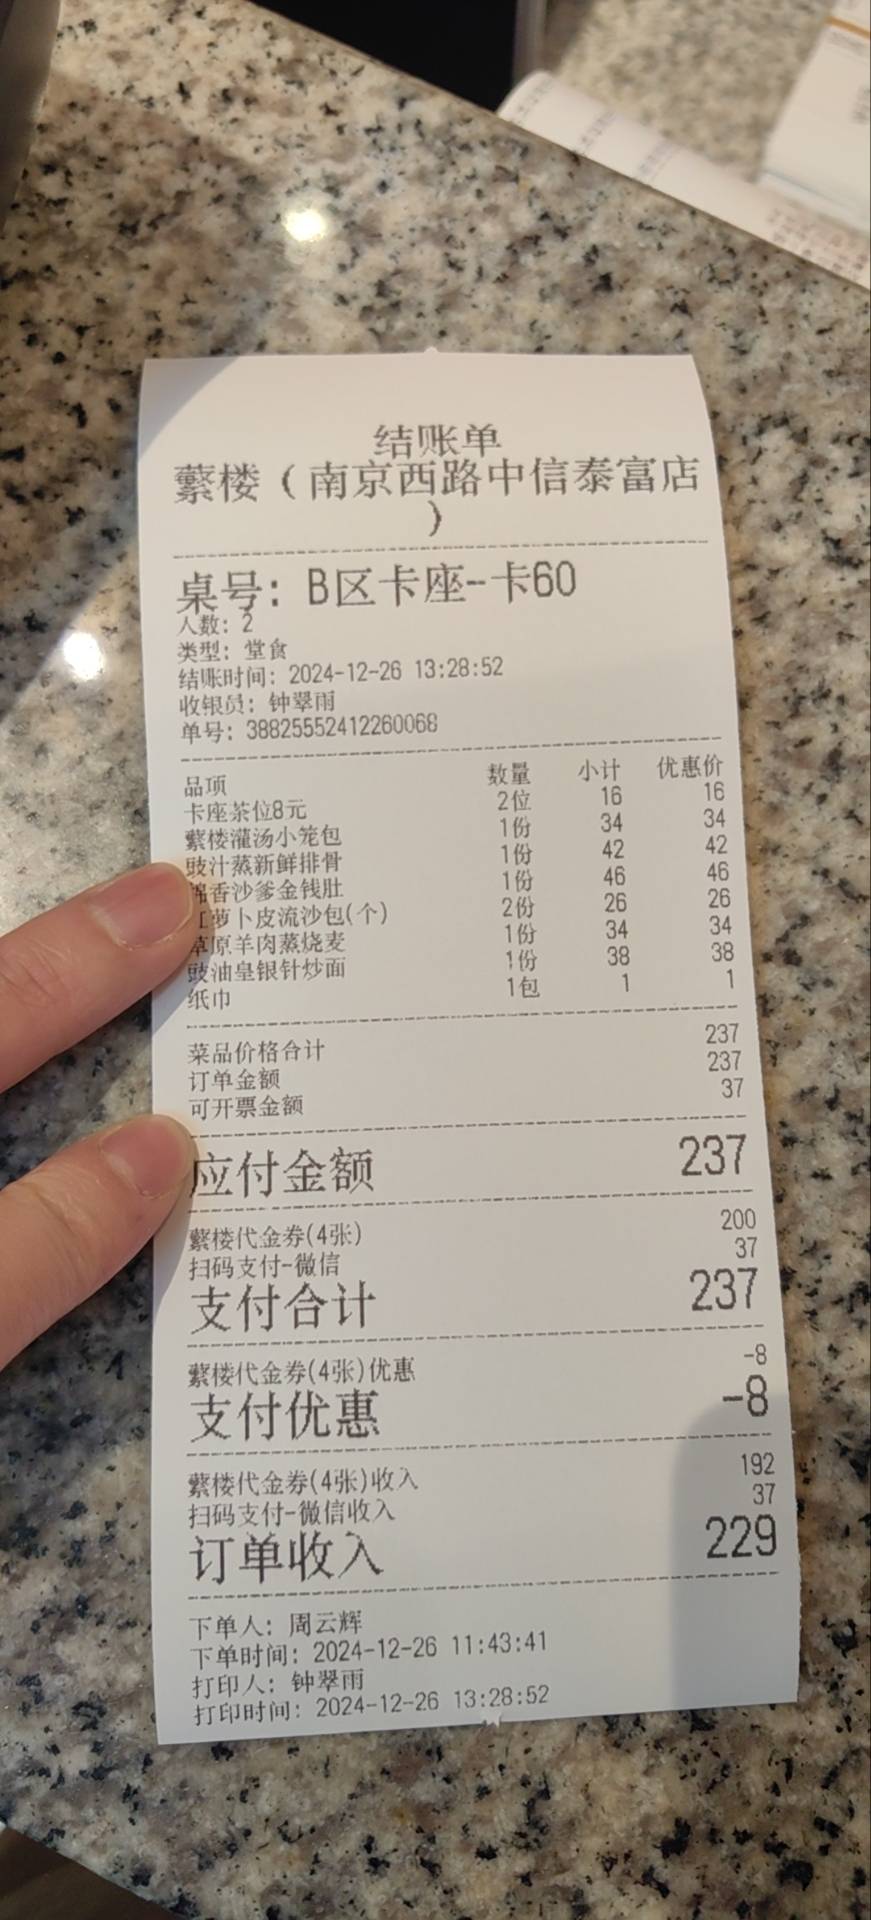 结账单
蘩楼（南京西路中信泰富店
）
桌号：B区卡座-卡60
人数：2
类型：堂食
结账时间：2024-12-26 13:28:52
收银员：钟翠雨
单号：38825552412260068
品项 数量 小计 优惠价
卡座茶位8元 2位 16 16
蘩楼灌汤小笼包 1份 34 34
豉汁蒸新鲜排骨 1份 42 42
香沙爹金钱肚 1份 46 46
萝卜皮流沙包(个) 2份 26 26
草原羊肉蒸烧麦 1份 34 34
豉油皇银针炒面 1份 38 38
纸巾 1包 1 1
菜品价格合计 237
订单金额 237
可开票金额 37
应付金额 237
蘩楼代金券(4张) 200
扫码支付-微信 37
支付合计 237
蘩楼代金券(4张)优惠 -8
支付优惠 -8
蘩楼代金券(4张)收入 192
扫码支付-微信收入 37
订单收入 229
下单人：周云辉
下单时间：2024-12-26 11:43:41
打印人：钟翠雨
打印时间：2024-12-26 13:28:52